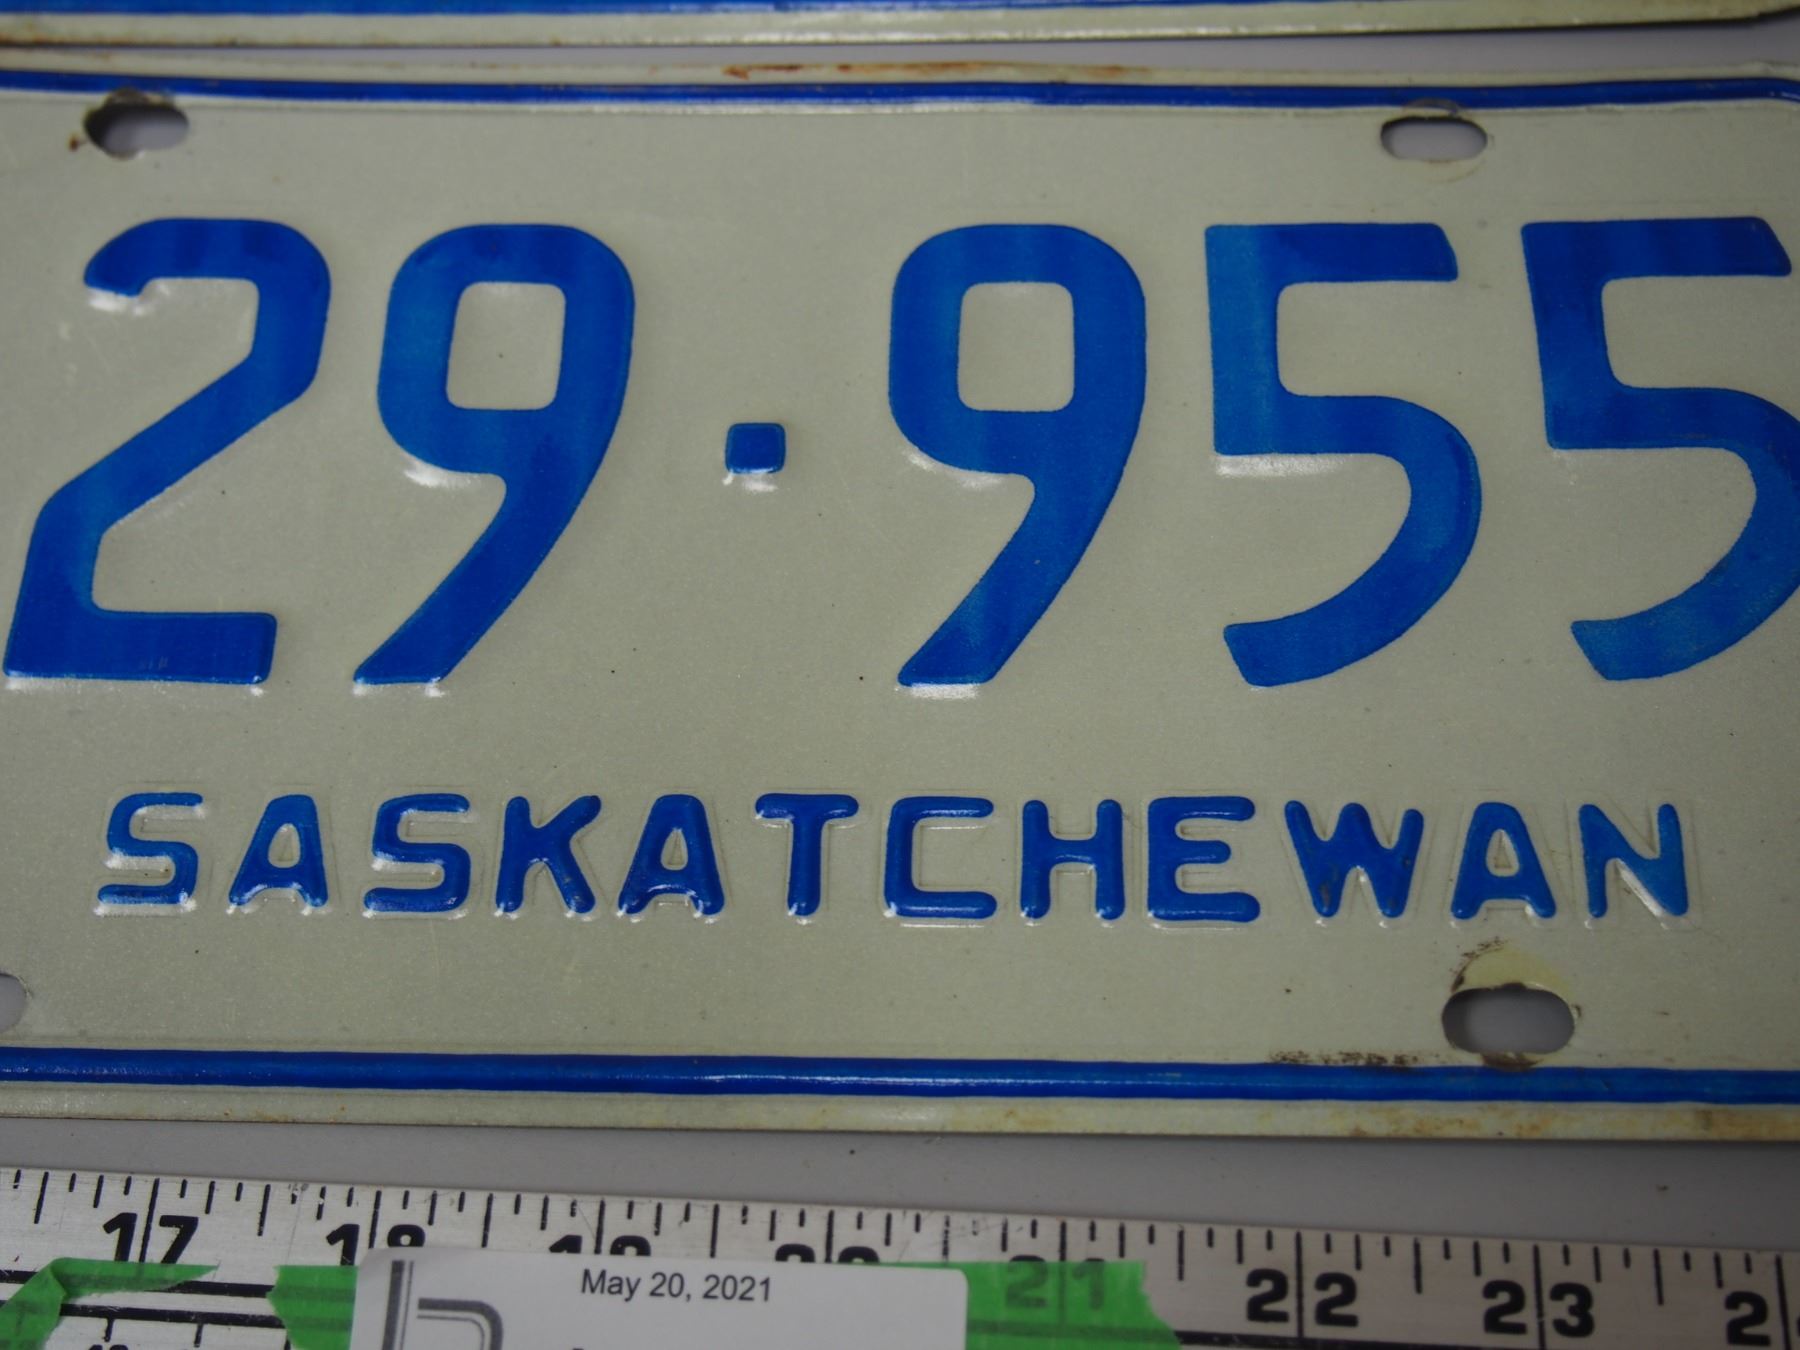 29·955
SASKATCHEWAN
17 18 19 20 21 22 23
May 20, 2021